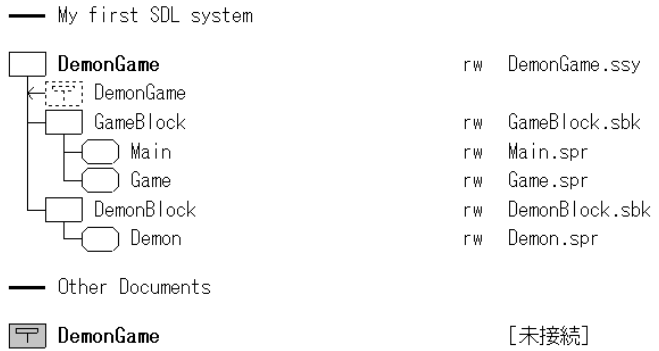 My first SDL system
DemonGame rw DemonGame.ssy
DemonGame
GameBlock rw GameBlock.sbk
Main rw Main.spr
Game rw Game.spr
DemonBlock rw DemonBlock.sbk
Demon rw Demon.spr
Other Documents
DemonGame [未接続]